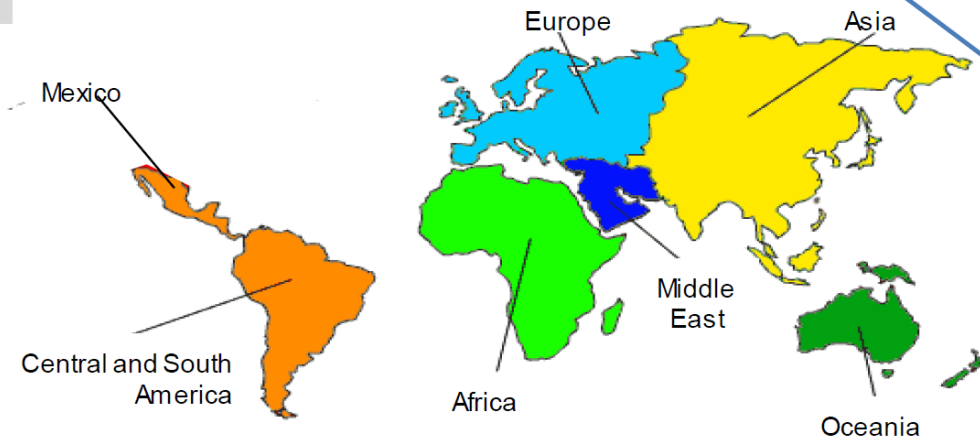 Europe
Asia
Mexico
Middle
East
Central and South
America
Africa
Oceania